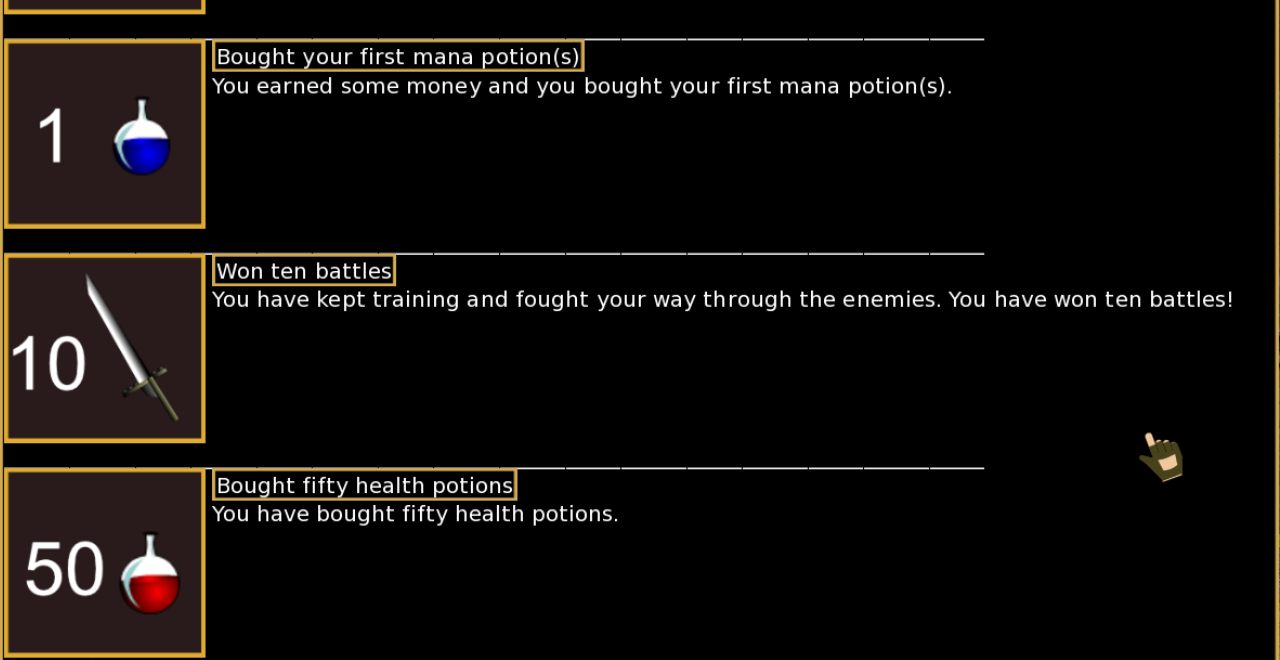 Bought your first mana potion(s)
You earned some money and you bought your first mana potion(s).
1
Won ten battles
You have kept training and fought your way through the enemies. You have won ten battles!
10
Bought fifty health potions
You have bought fifty health potions.
50